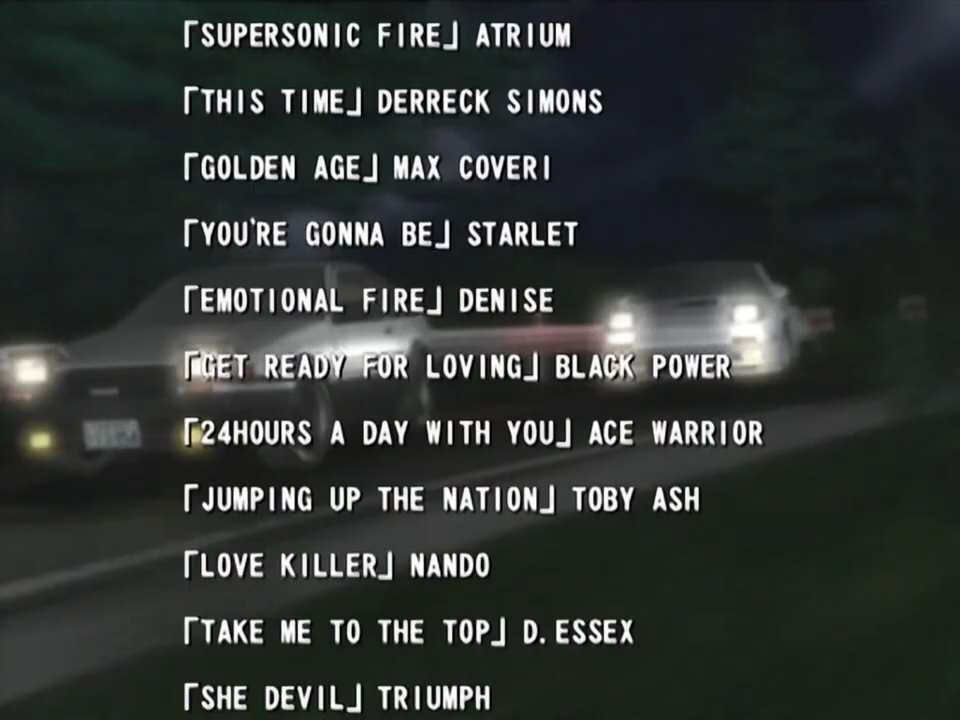 「SUPERSONIC FIRE」 ATRIUM
「THIS TIME」 DERRECK SIMONS
「GOLDEN AGE」 MAX COVERI
「YOU'RE GONNA BE」 STARLET
「EMOTIONAL FIRE」 DENISE
「GET READY FOR LOVING」 BLACK POWER
「24HOURS A DAY WITH YOU」 ACE WARRIOR
「JUMPING UP THE NATION」 TOBY ASH
「LOVE KILLER」 NANDO
「TAKE ME TO THE TOP」 D.ESSEX
「SHE DEVIL」 TRIUMPH